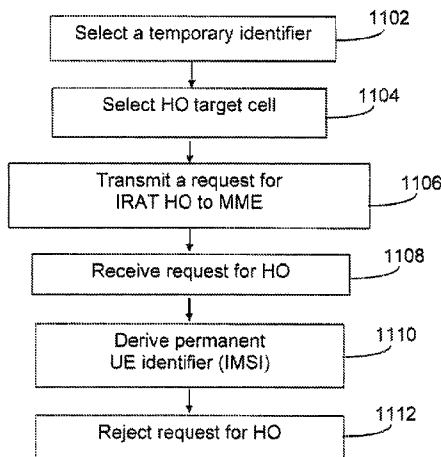 Select a temporary identifier
1102
Select HO target cell
1104
Transmit a request for
IRAT HO to MME
1106
Receive request for HO
1108
Derive permanent
UE identifier (IMSI)
1110
Reject request for HO
1112